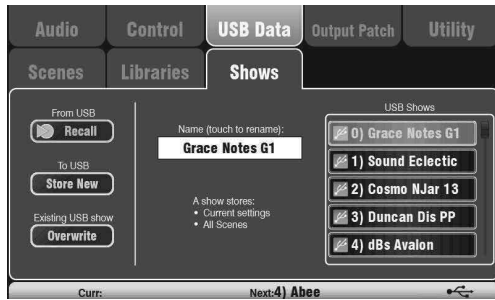 Audio
Control
USB Data
Output Patch
Utility
Scenes
Libraries
Shows
From USB
Recall
To USB
Store New
Existing USB show
Overwrite
Name (touch to rename):
Grace Notes G1
A show stores:
• Current settings
• All Scenes
USB Shows
0) Grace Notes G1
1) Sound Eclectic
2) Cosmo NJar 13
3) Duncan Dis PP
4) dBs Avalon
Curr:
Next:4) Abee